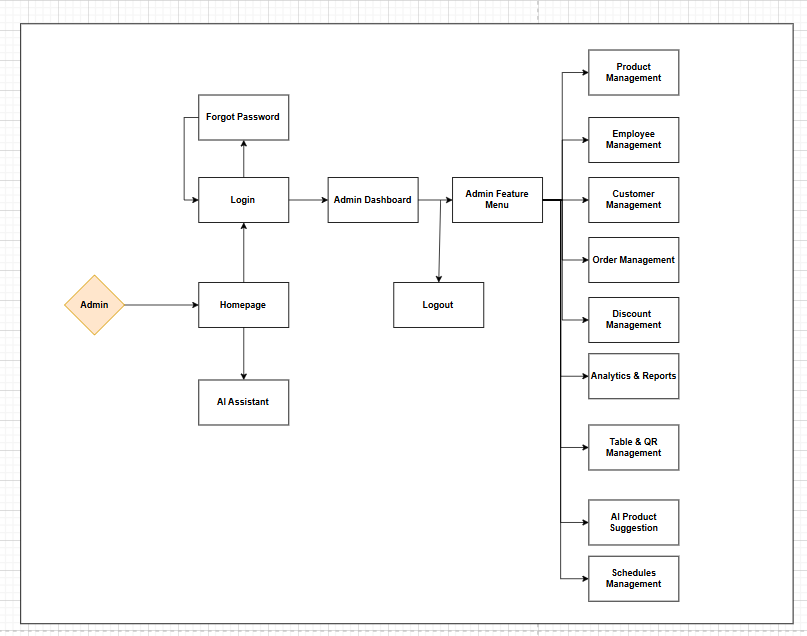 Product
Management
Forgot Password
Employee
Management
Login
Admin Dashboard
Admin Feature
Menu
Customer
Management
Order Management
Admin
Homepage
Logout
Discount
Management
Analytics & Reports
AI Assistant
Table & QR
Management
AI Product
Suggestion
Schedules
Management